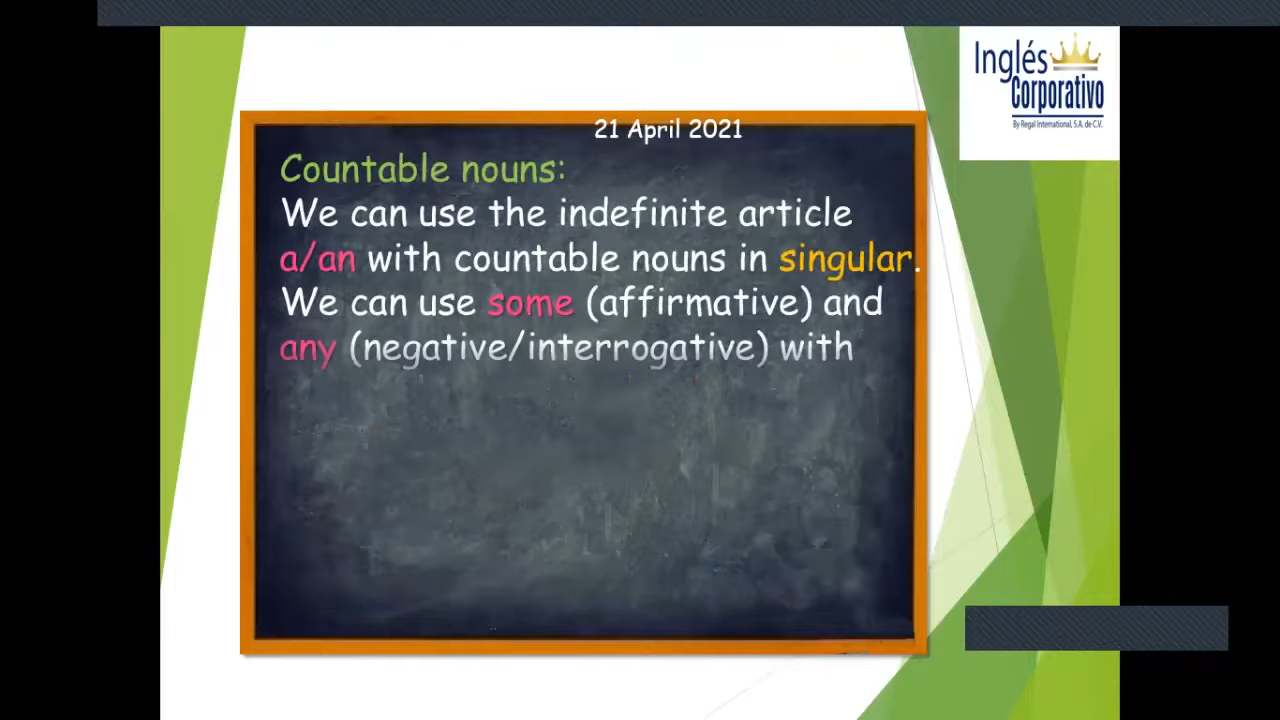 Inglés
Corporativo
By Regal International, S.A. de C.V.
21 April 2021
Countable nouns:
We can use the indefinite article
a/an with countable nouns in singular.
We can use some (affirmative) and
any (negative/interrogative) with